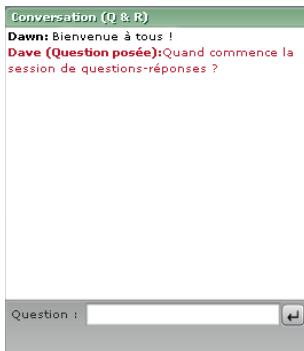 Conversation (Q & R)
Dawn: Bienvenue à tous !
Dave (Question posée):Quand commence la
session de questions-réponses ?
Question :